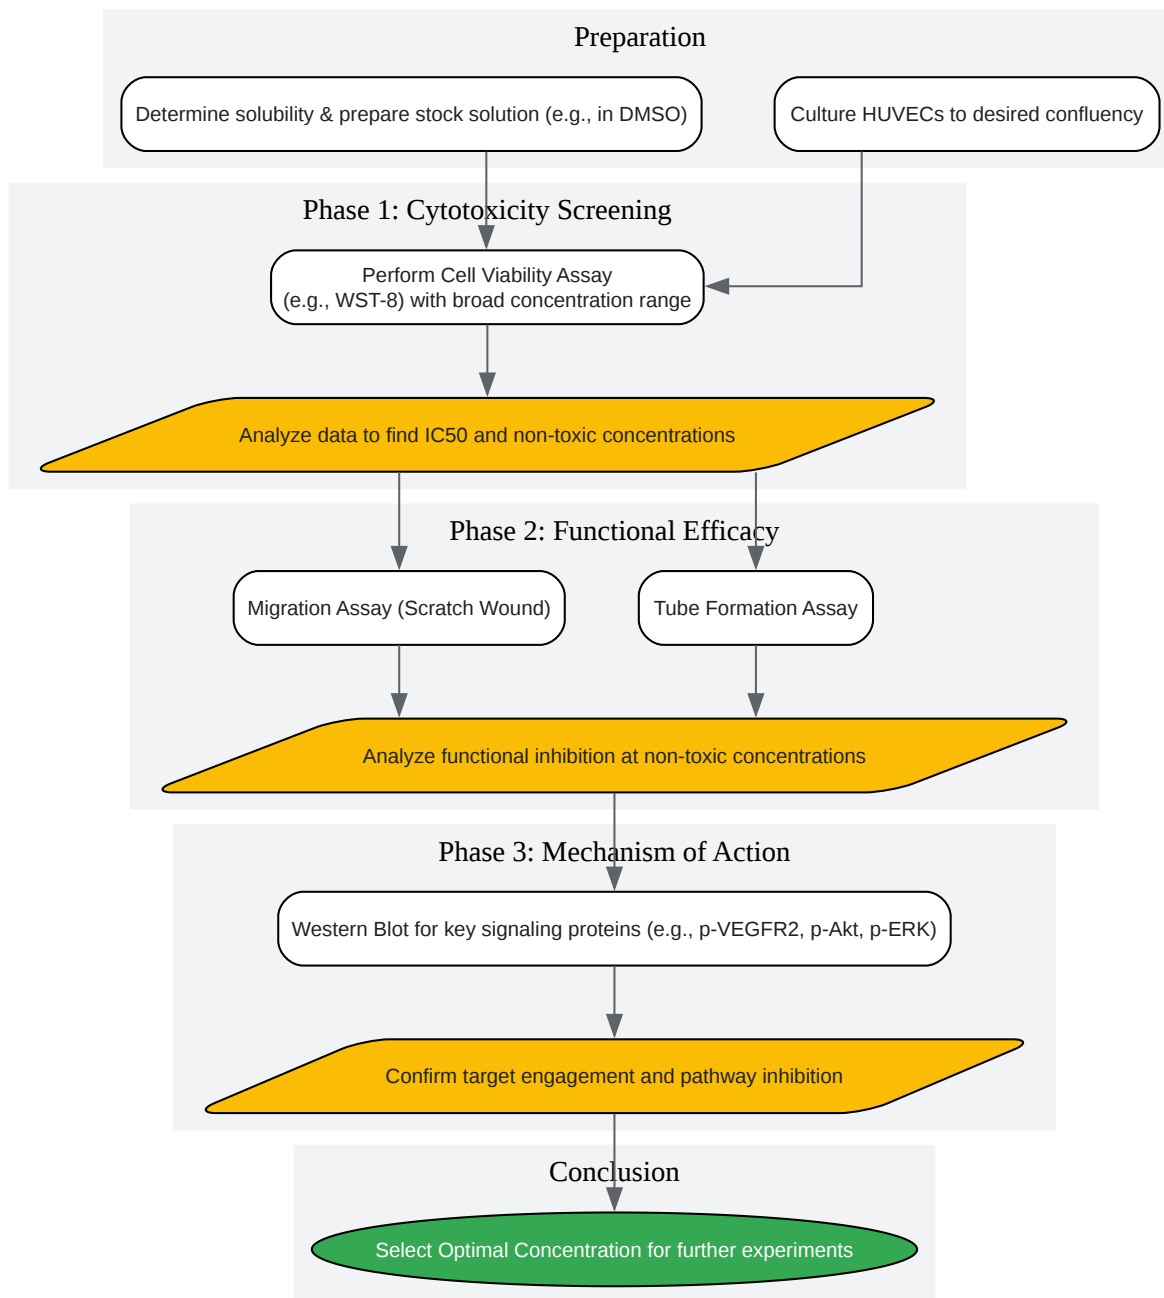 Preparation
Determine solubility & prepare stock solution (e.g., in DMSO)
Culture HUVECs to desired confluency
Phase 1: Cytotoxicity Screening
Perform Cell Viability Assay
(e.g., WST-8) with broad concentration range
Analyze data to find IC50 and non-toxic concentrations
Phase 2: Functional Efficacy
Migration Assay (Scratch Wound)
Tube Formation Assay
Analyze functional inhibition at non-toxic concentrations
Phase 3: Mechanism of Action
Western Blot for key signaling proteins (e.g., p-VEGFR2, p-Akt, p-ERK)
Confirm target engagement and pathway inhibition
Conclusion
Select Optimal Concentration for further experiments